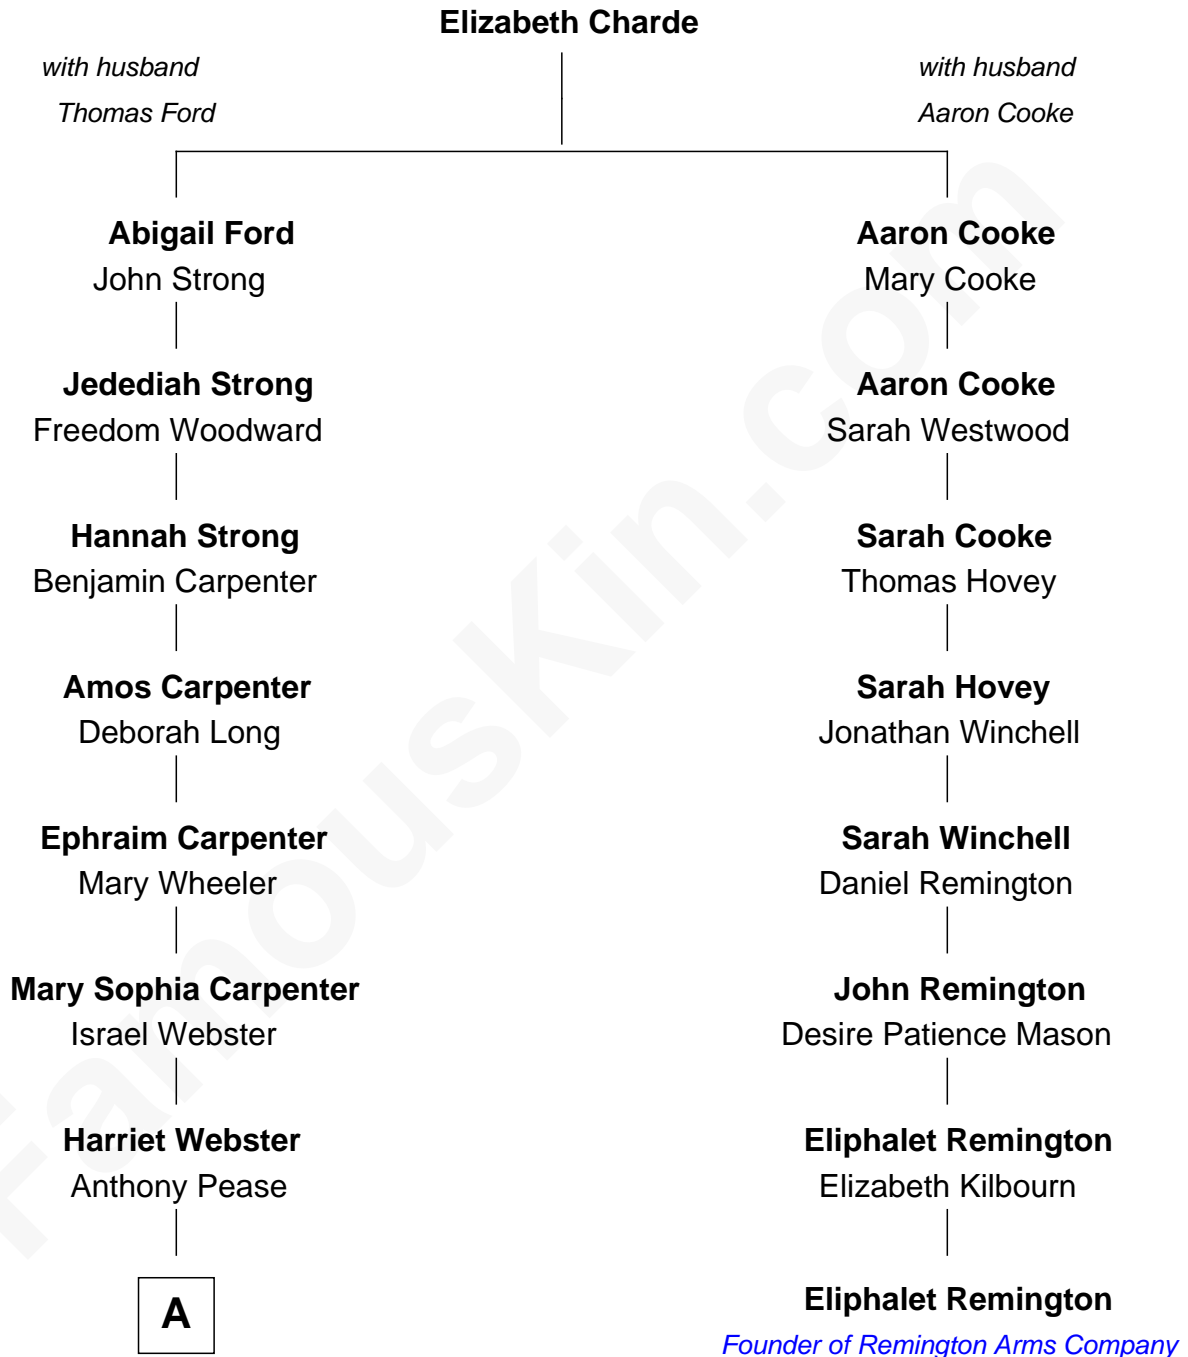 Elizabeth Charde
with husband
Thomas Ford
with husband
Aaron Cooke
Abigail Ford
John Strong
Aaron Cooke
Mary Cooke
Jedediah Strong
Freedom Woodward
Aaron Cooke
Sarah Westwood
Hannah Strong
Benjamin Carpenter
Sarah Cooke
Thomas Hovey
Amos Carpenter
Deborah Long
Sarah Hovey
Jonathan Winchell
Ephraim Carpenter
Mary Wheeler
Sarah Winchell
Daniel Remington
Mary Sophia Carpenter
Israel Webster
John Remington
Desire Patience Mason
Harriet Webster
Anthony Pease
Eliphalet Remington
Elizabeth Kilbourn
A
Eliphalet Remington
Founder of Remington Arms Company
FamousKin.com